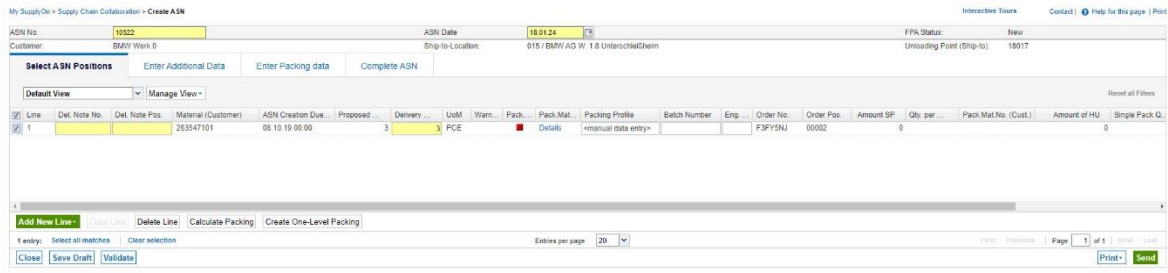 My SupplyOn > Supply Chain Collaboration > Create ASN Interactive Tours Contact | Help for this page | Print
ASN No. 10522 ASN Date 18.01.24 FPA Status: New
Customer: BMW Werk 0 Ship-to-Location: 015 / BMW AG W. 1.8 Unterschleißheim Unloading Point (Ship-to): 18017
Select ASN Positions Enter Additional Data Enter Packing data Complete ASN
Default View Manage View Reset all Filters
Line Del. Note No. Del. Note Pos. Material (Customer) ASN Creation Due... Proposed ... Delivery ... UoM Warn... Pack.... Pack.Mat... Packing Profile Batch Number Eng. ... Order No. Order Pos. Amount SP Qty. per ... Pack.Mat.No. (Cust.) Amount of HU Single Pack Q...
1 263547101 08.10.19 00:00 3 3 PCE Details <manual data entry> F3FY5NJ 00002 0 0
Add New Line Copy Line Delete Line Calculate Packing Create One-Level Packing
1 entry: Select all matches | Clear selection Entries per page 20 First Previous Page 1 of 1 Next Last
Close Save Draft Validate Print Send